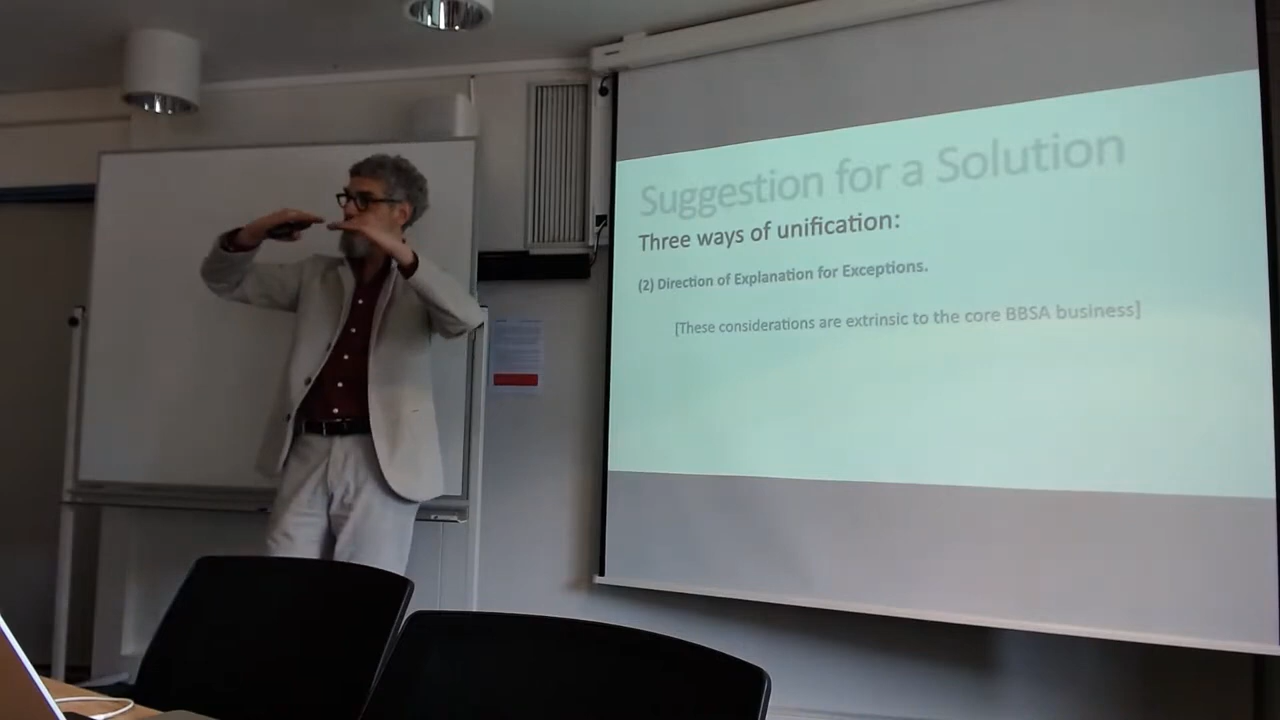 Suggestion for a Solution
Three ways of unification:
(2) Direction of Explanation for Exceptions.
[These considerations are extrinsic to the core BBSA business]